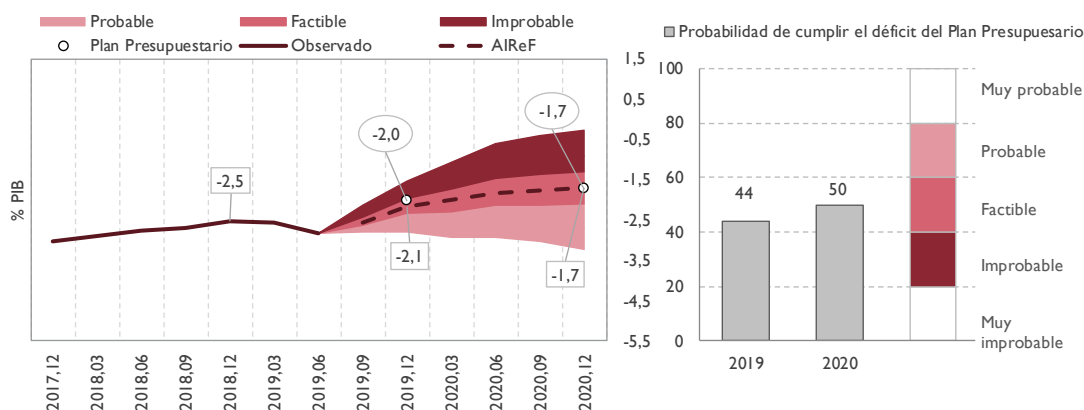 Probable
Factible
Improbable
Plan Presupuestario
Observado
AIReF
% PIB
1,5
0,5
-0,5
-1,5
-2,5
-3,5
-4,5
-5,5
-2,5
-2,0
-2,1
-1,7
-1,7
2017,12
2018,03
2018,06
2018,09
2018,12
2019,03
2019,06
2019,09
2019,12
2020,03
2020,06
2020,09
2020,12
Probabilidad de cumplir el déficit del Plan Presupuesario
100
80
60
40
20
0
44
50
2019
2020
Muy probable
Probable
Factible
Improbable
Muy
improbable